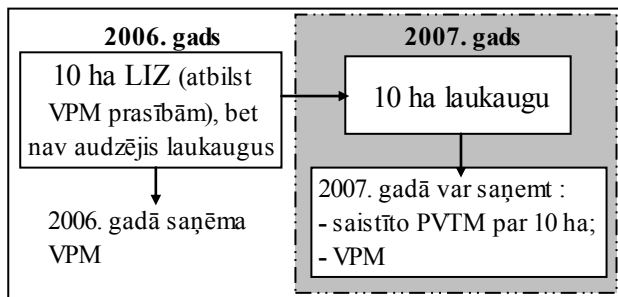 2006. gads
10 ha LIZ (atbilst
VPM prasībām), bet
nav audzējis laukaugus
2006. gadā saņēma
VPM
2007. gads
10 ha laukaugu
2007. gadā var saņemt :
- saistīto PVTM par 10 ha;
- VPM